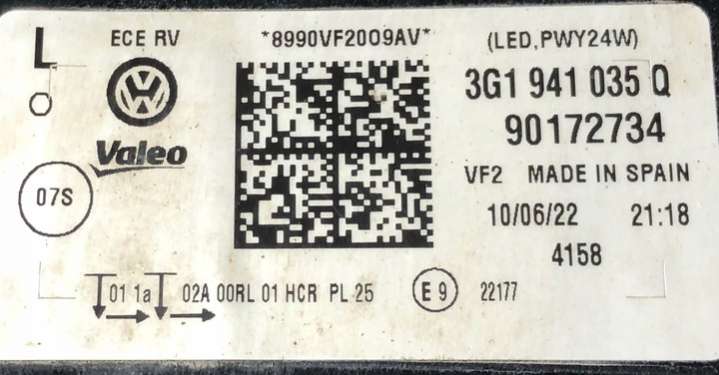 L
O
ECE RV
*8990VF2009AV*
(LED,PWY24W)
3G1 941 035 Q
90172734
Valeo
VF2 MADE IN SPAIN
07S
10/06/22 21:18
4158
01 1a 02A 00RL 01 HCR PL 25
E 9
22177